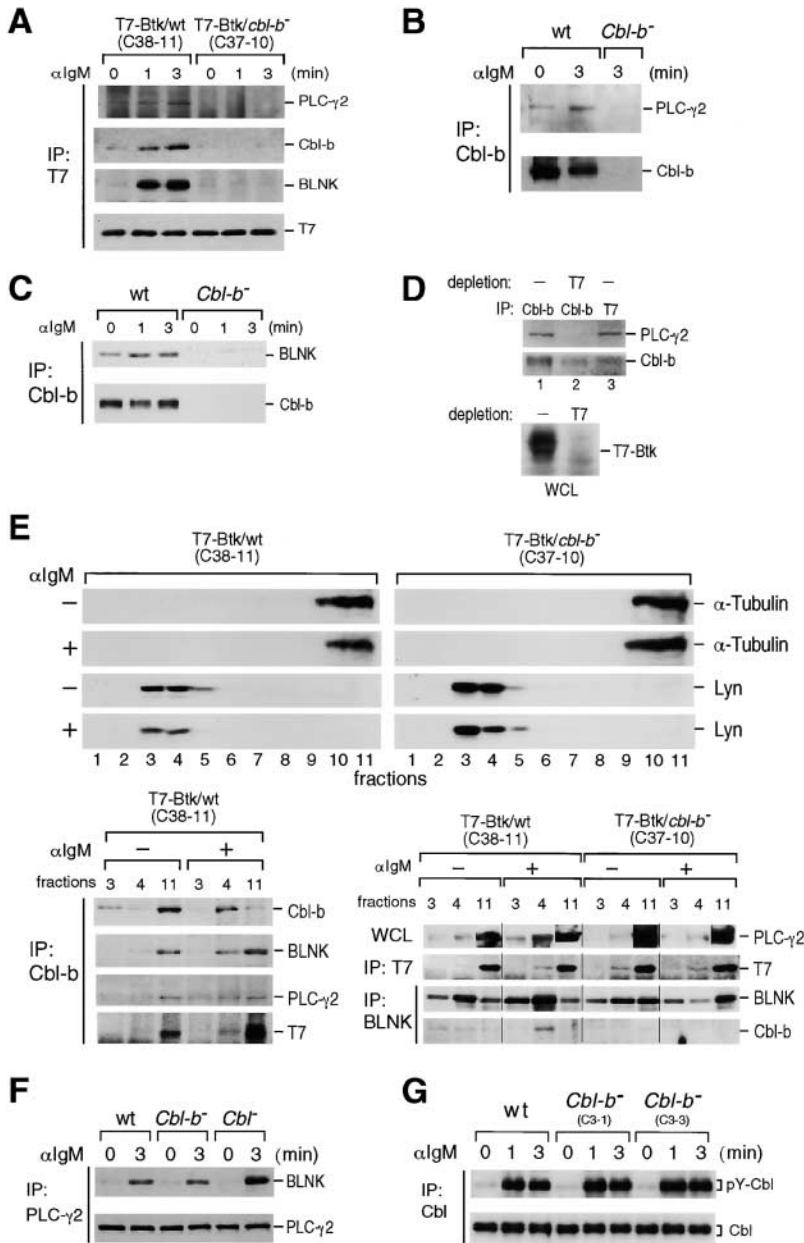 A
T7-Btk/wt T7-Btk/cbl-b-
(C38-11) (C37-10)
αIgM 0 1 3 0 1 3 (min)
IP: T7
PLC-γ2
Cbl-b
BLNK
T7
B
wt Cbl-b-
αIgM 0 3 3 (min)
IP: Cbl-b
PLC-γ2
Cbl-b
C
wt Cbl-b-
αIgM 0 1 3 0 1 3 (min)
IP: Cbl-b
BLNK
Cbl-b
D
depletion: – T7 –
IP: Cbl-b Cbl-b T7
PLC-γ2
Cbl-b
1 2 3
depletion: – T7
T7-Btk
WCL
E
T7-Btk/wt T7-Btk/cbl-b-
(C38-11) (C37-10)
αIgM
– α-Tubulin
+ α-Tubulin
– Lyn
+ Lyn
1 2 3 4 5 6 7 8 9 10 11 1 2 3 4 5 6 7 8 9 10 11
fractions
T7-Btk/wt
(C38-11)
αIgM – +
fractions 3 4 11 3 4 11
IP: Cbl-b
Cbl-b
BLNK
PLC-γ2
T7
T7-Btk/wt T7-Btk/cbl-b-
(C38-11) (C37-10)
αIgM – + – +
fractions 3 4 11 3 4 11 3 4 11 3 4 11
WCL PLC-γ2
IP: T7 T7
IP: BLNK
BLNK
Cbl-b
F
wt Cbl-b- Cbl-
αIgM 0 3 0 3 0 3 (min)
IP: PLC-γ2
BLNK
PLC-γ2
G
wt Cbl-b- Cbl-b-
(C3-1) (C3-3)
αIgM 0 1 3 0 1 3 0 1 3 (min)
IP: Cbl
pY-Cbl
Cbl